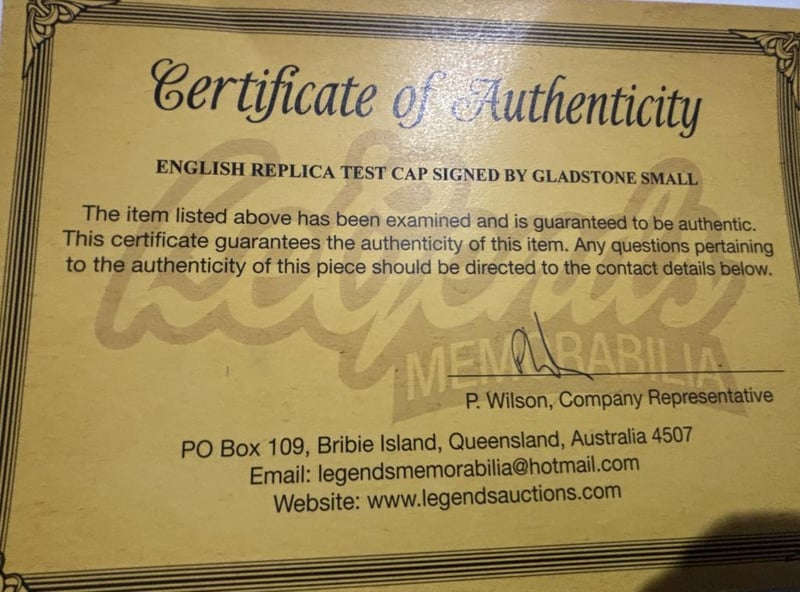 Certificate of Authenticity
ENGLISH REPLICA TEST CAP SIGNED BY GLADSTONE SMALL
The item listed above has been examined and is guaranteed to be authentic.
This certificate guarantees the authenticity of this item. Any questions pertaining
to the authenticity of this piece should be directed to the contact details below.
Legends
MEMORABILIA
P. Wilson, Company Representative
PO Box 109, Bribie Island, Queensland, Australia 4507
Email: legendsmemorabilia@hotmail.com
Website: www.legendsauctions.com